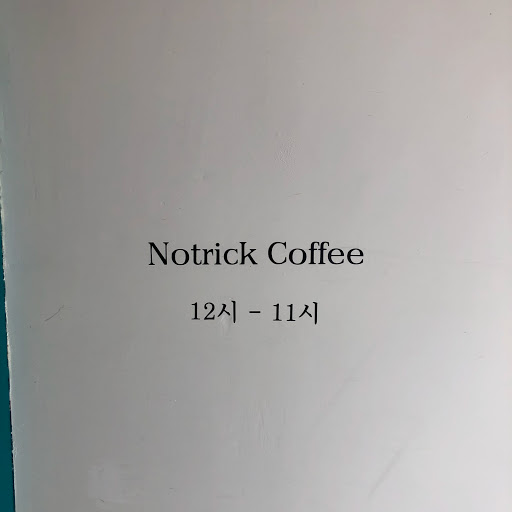 Notrick Coffee
12시 - 11시